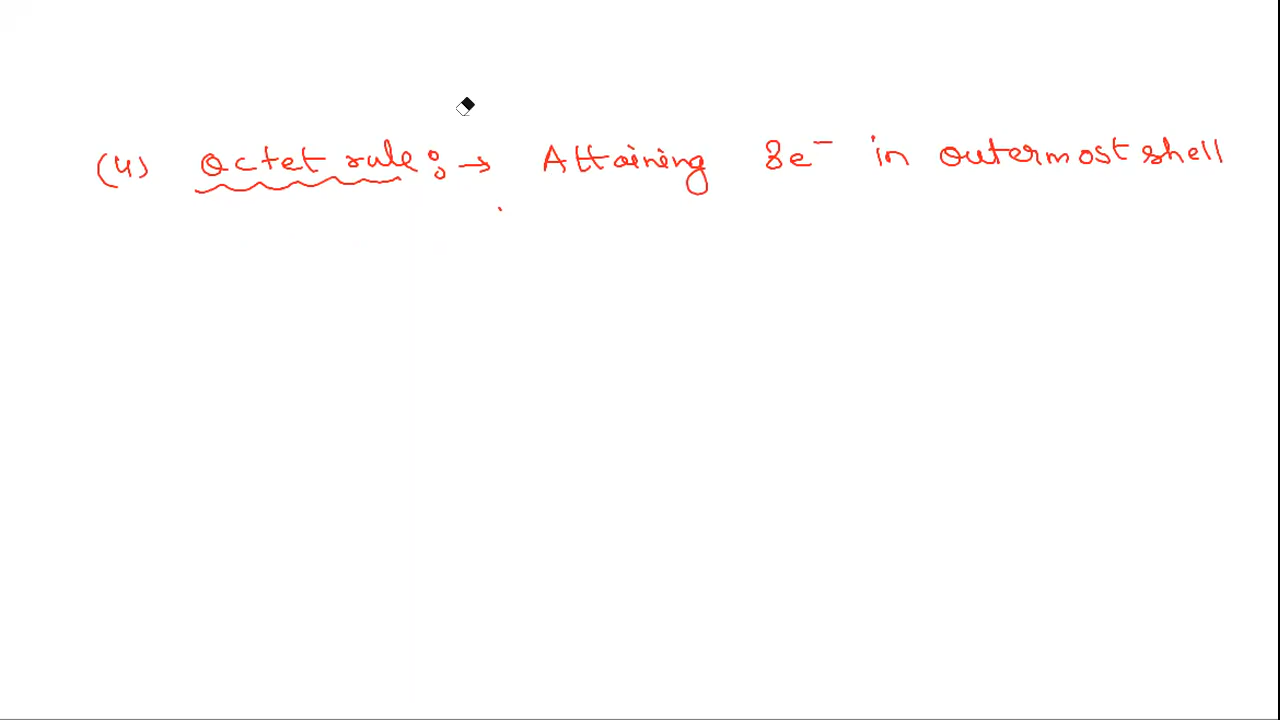 (4) Octet rule :→ Attaining 8e⁻ in outermost shell